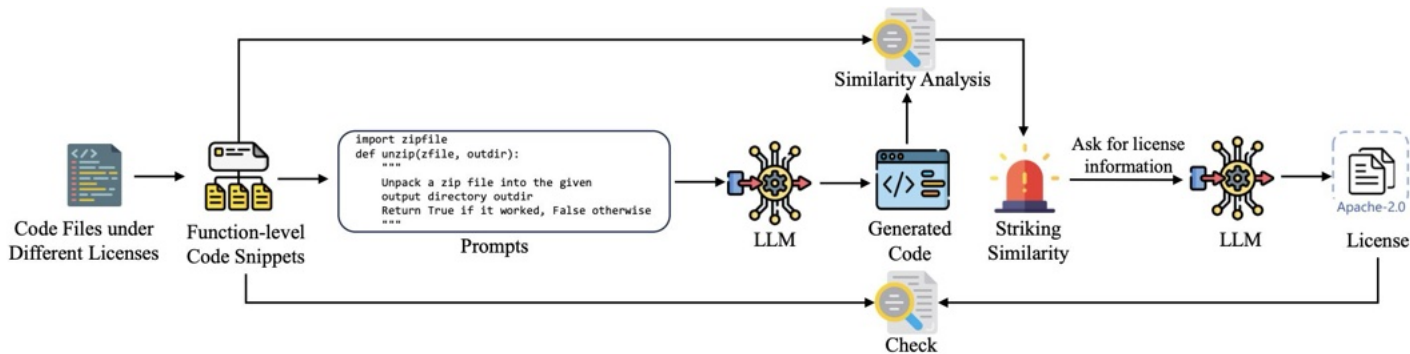 Similarity Analysis
import zipfile
def unzip(zfile, outdir):
"""
Unpack a zip file into the given
output directory outdir
Return True if it worked, False otherwise
"""
Ask for license
information
</>
</>
Apache-2.0
Code Files under
Different Licenses
Function-level
Code Snippets
Prompts
LLM
Generated
Code
Striking
Similarity
LLM
License
Check